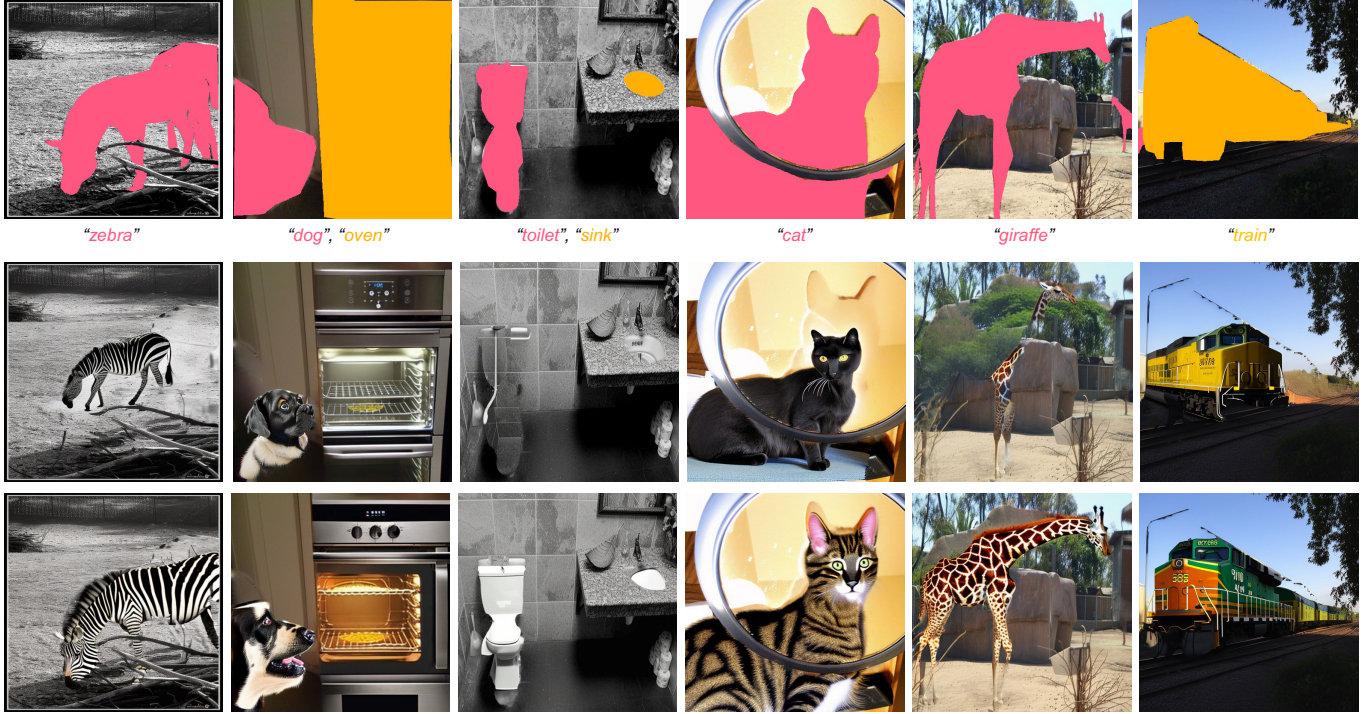 “zebra”
“dog”, “oven”
“toilet”, “sink”
“cat”
“giraffe”
“train”